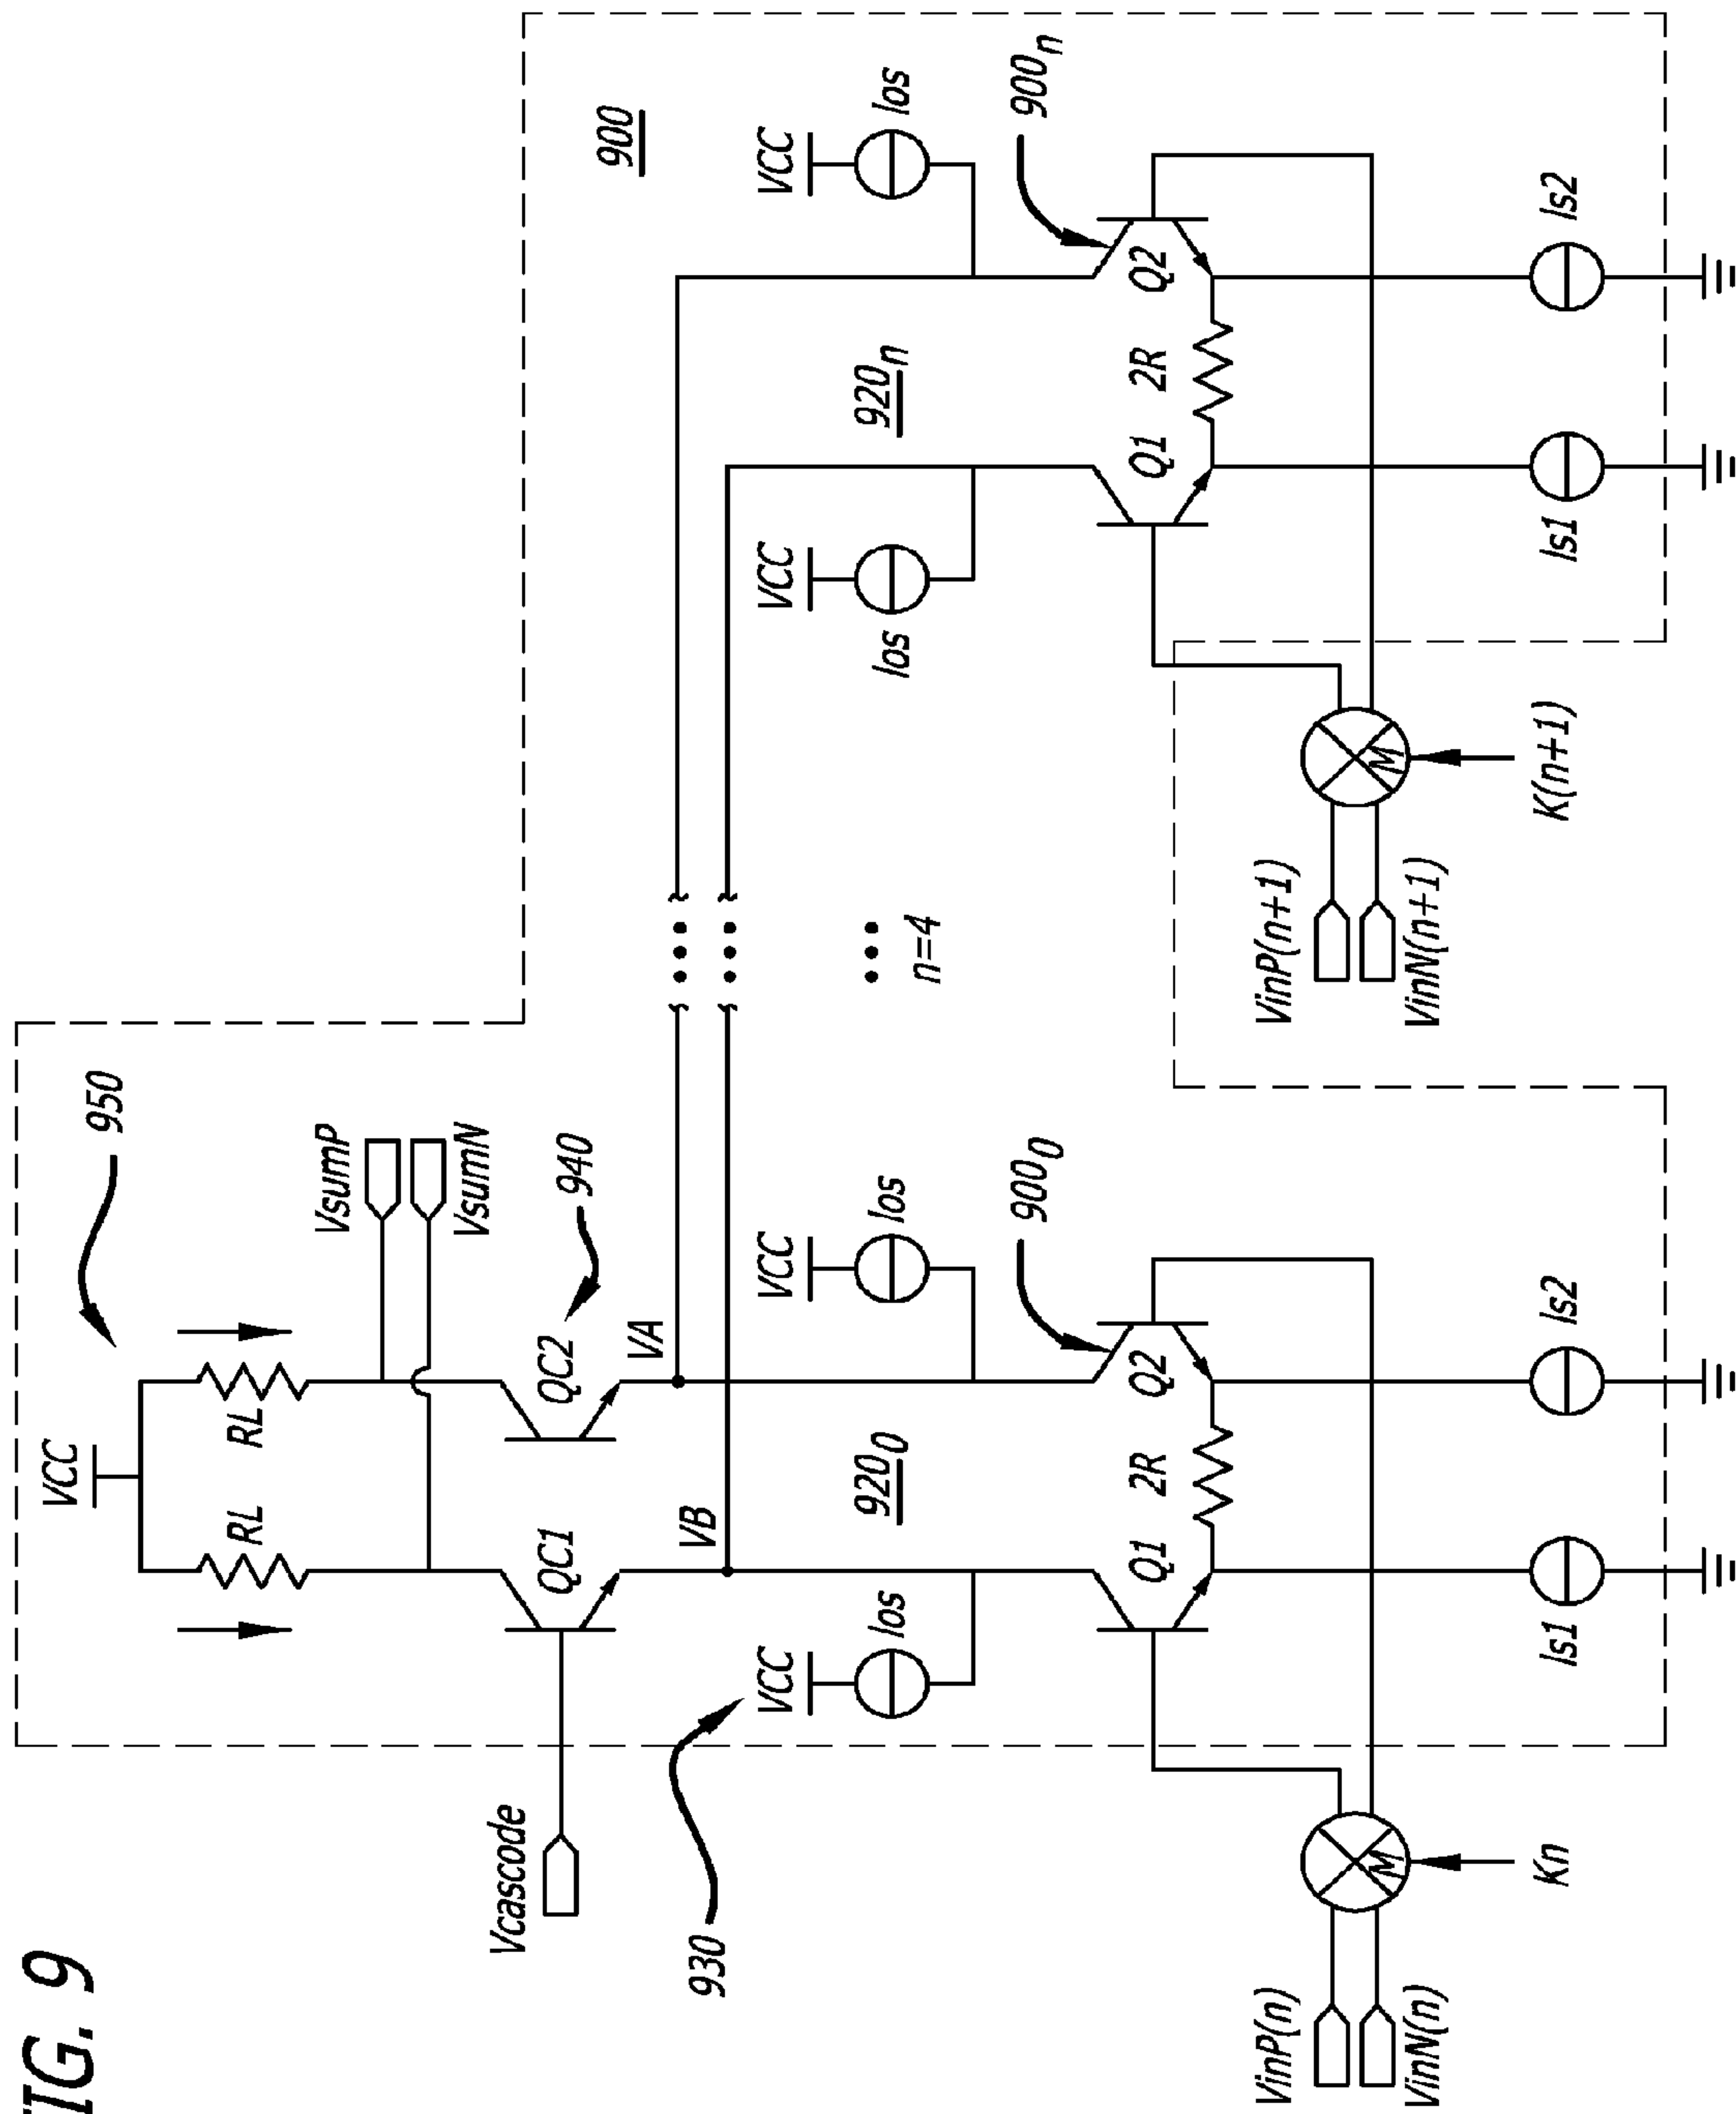 FIG. 9
VCC
950
RL
RL
VsumP
VsumN
Vcascode
QC1
QC2
940
VB
VA
930
VCC
Ios
9200
VCC
Ios
VCC
Ios
920n
VCC
Ios
900
n=4
Q1
2R
Q2
9000
Q1
2R
Q2
900n
VinP(n)
VinN(n)
M
Kn
VinP(n+1)
VinN(n+1)
M
K(n+1)
Is1
Is2
Is1
Is2